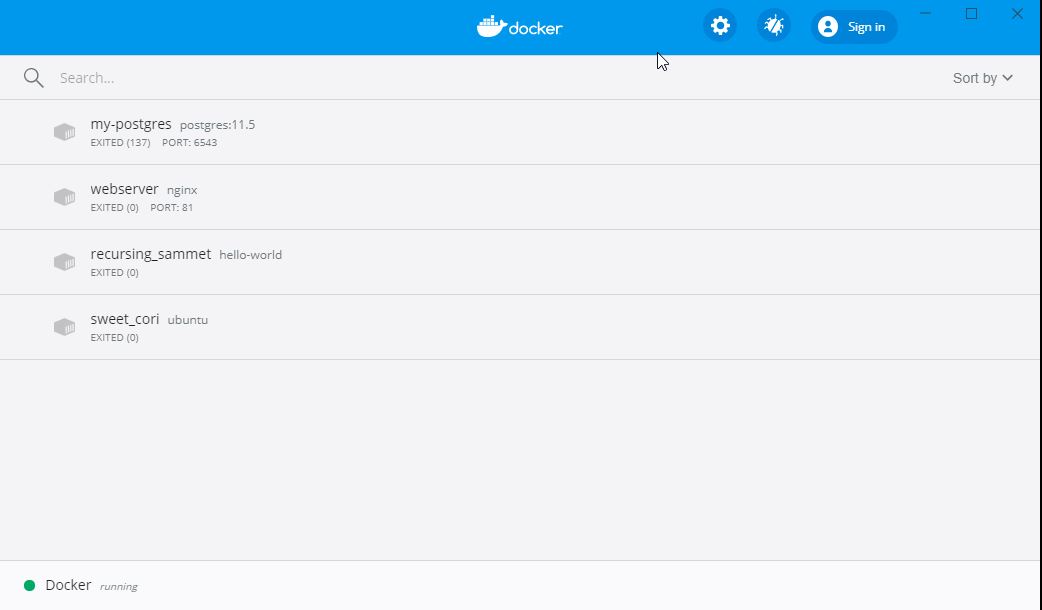 docker
Sign in
Search...
Sort by
my-postgres postgres:11.5
EXITED (137) PORT: 6543
webserver nginx
EXITED (0) PORT: 81
recursing_sammet hello-world
EXITED (0)
sweet_cori ubuntu
EXITED (0)
Docker running